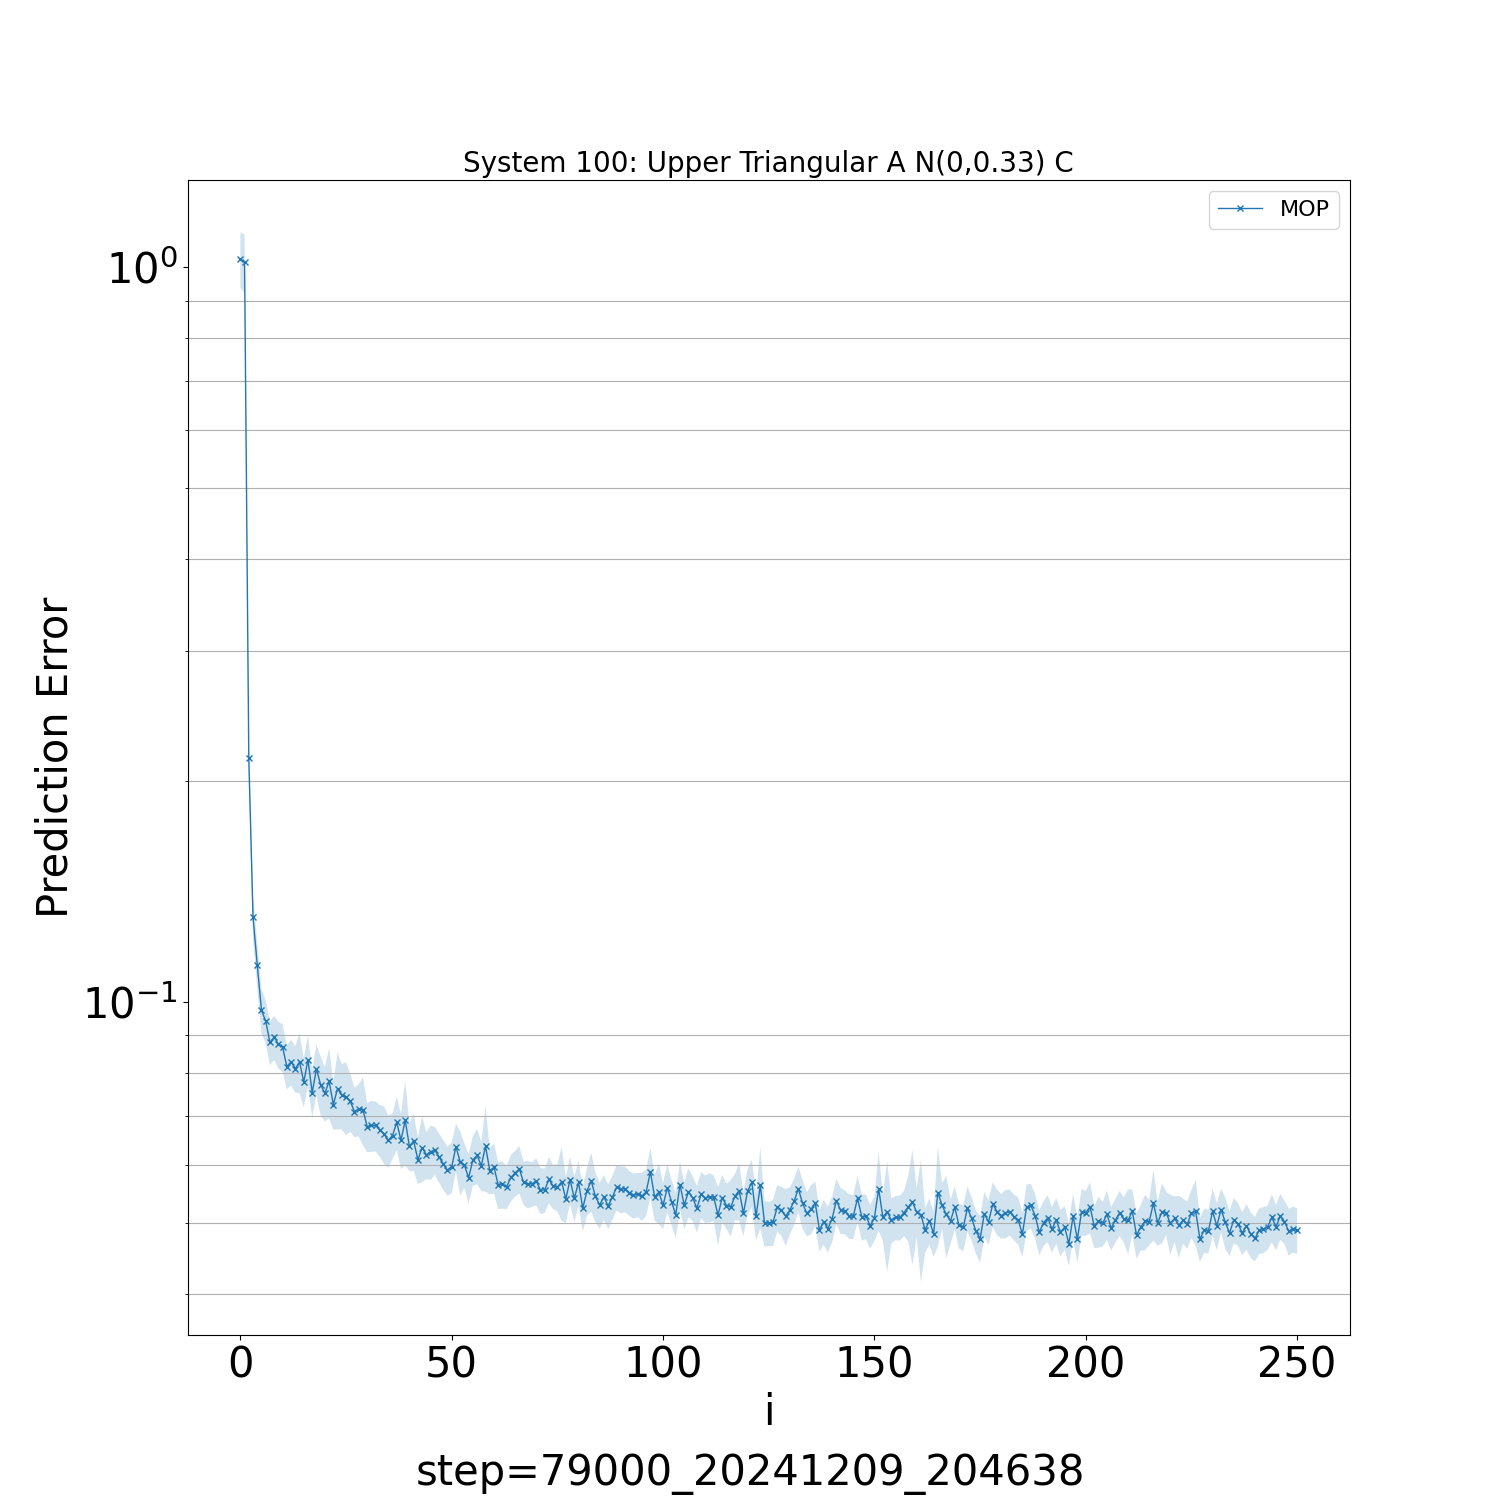 System 100: Upper Triangular A N(0,0.33) C
MOP
Prediction Error
10⁰
10⁻¹
0 50 100 150 200 250
i
step=79000_20241209_204638